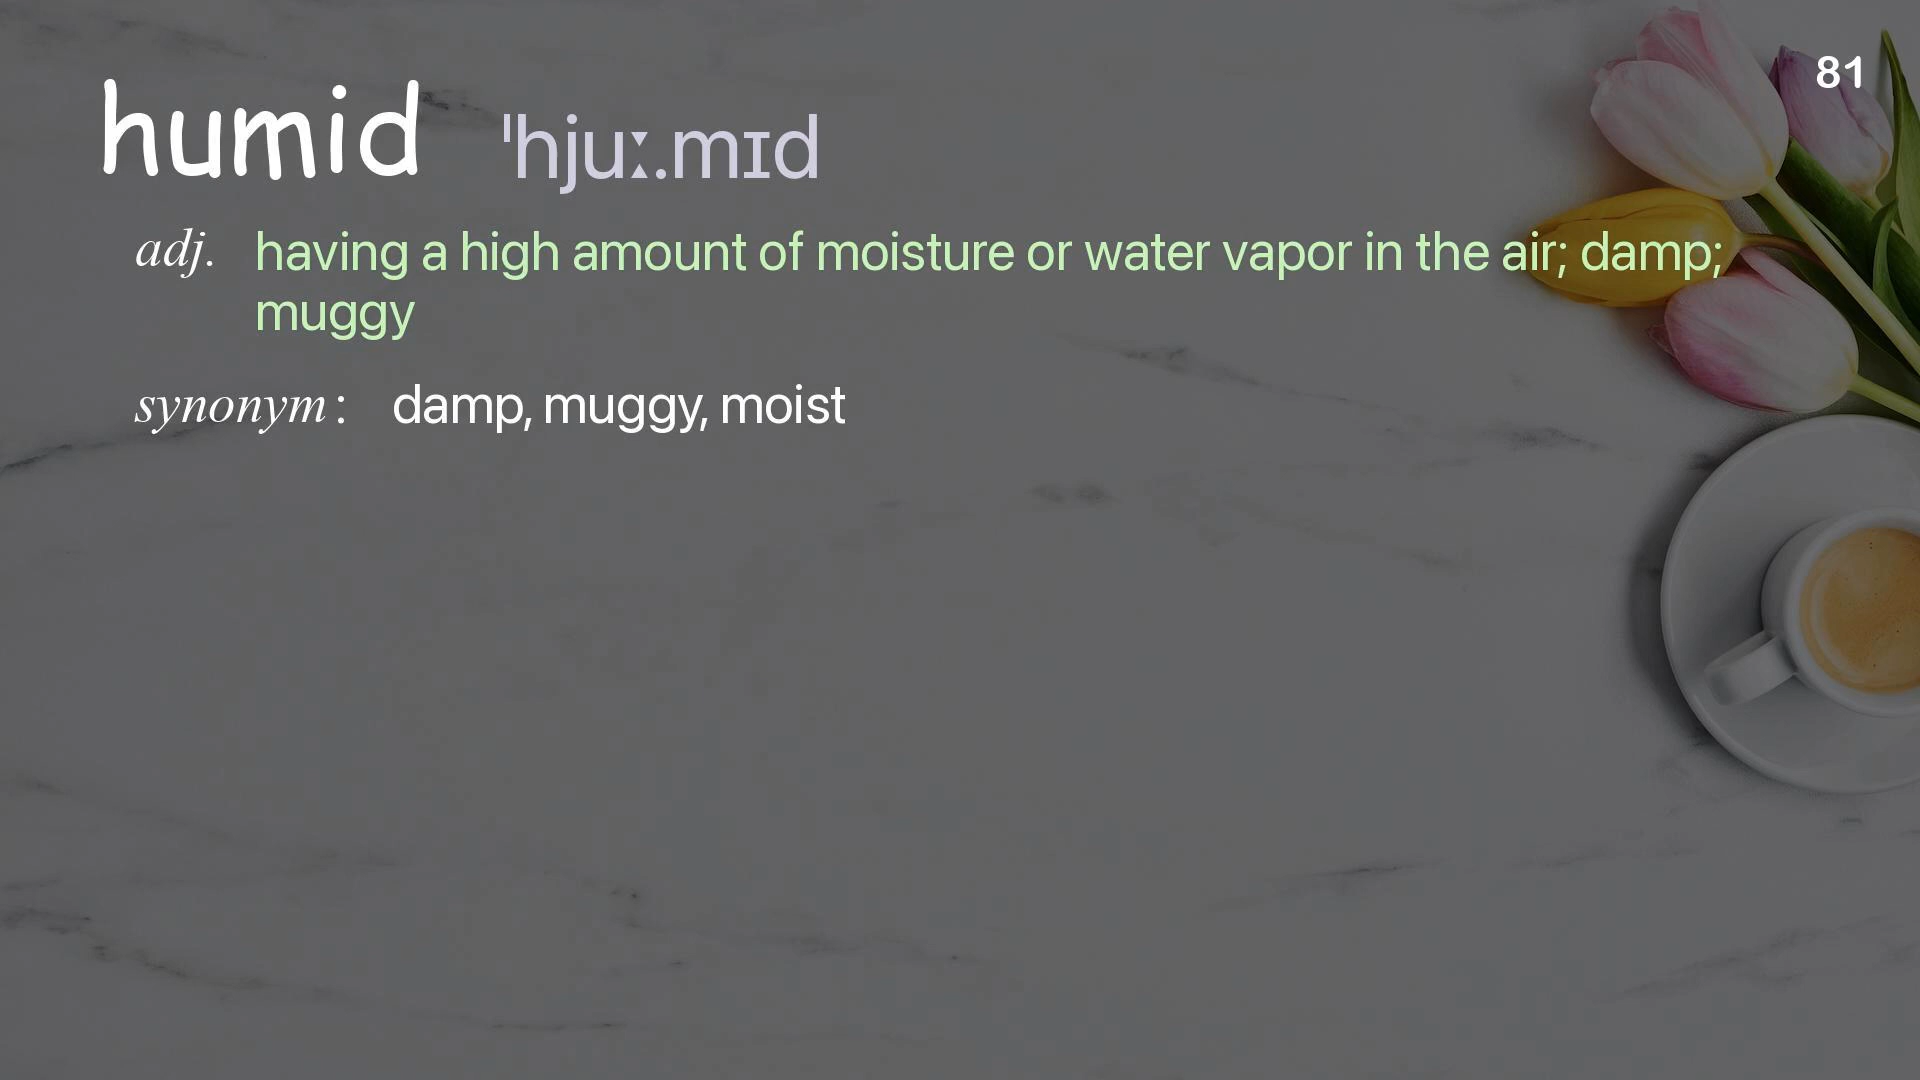 81
humid ˈhjuː.mɪd
adj. having a high amount of moisture or water vapor in the air; damp;
muggy
synonym: damp, muggy, moist